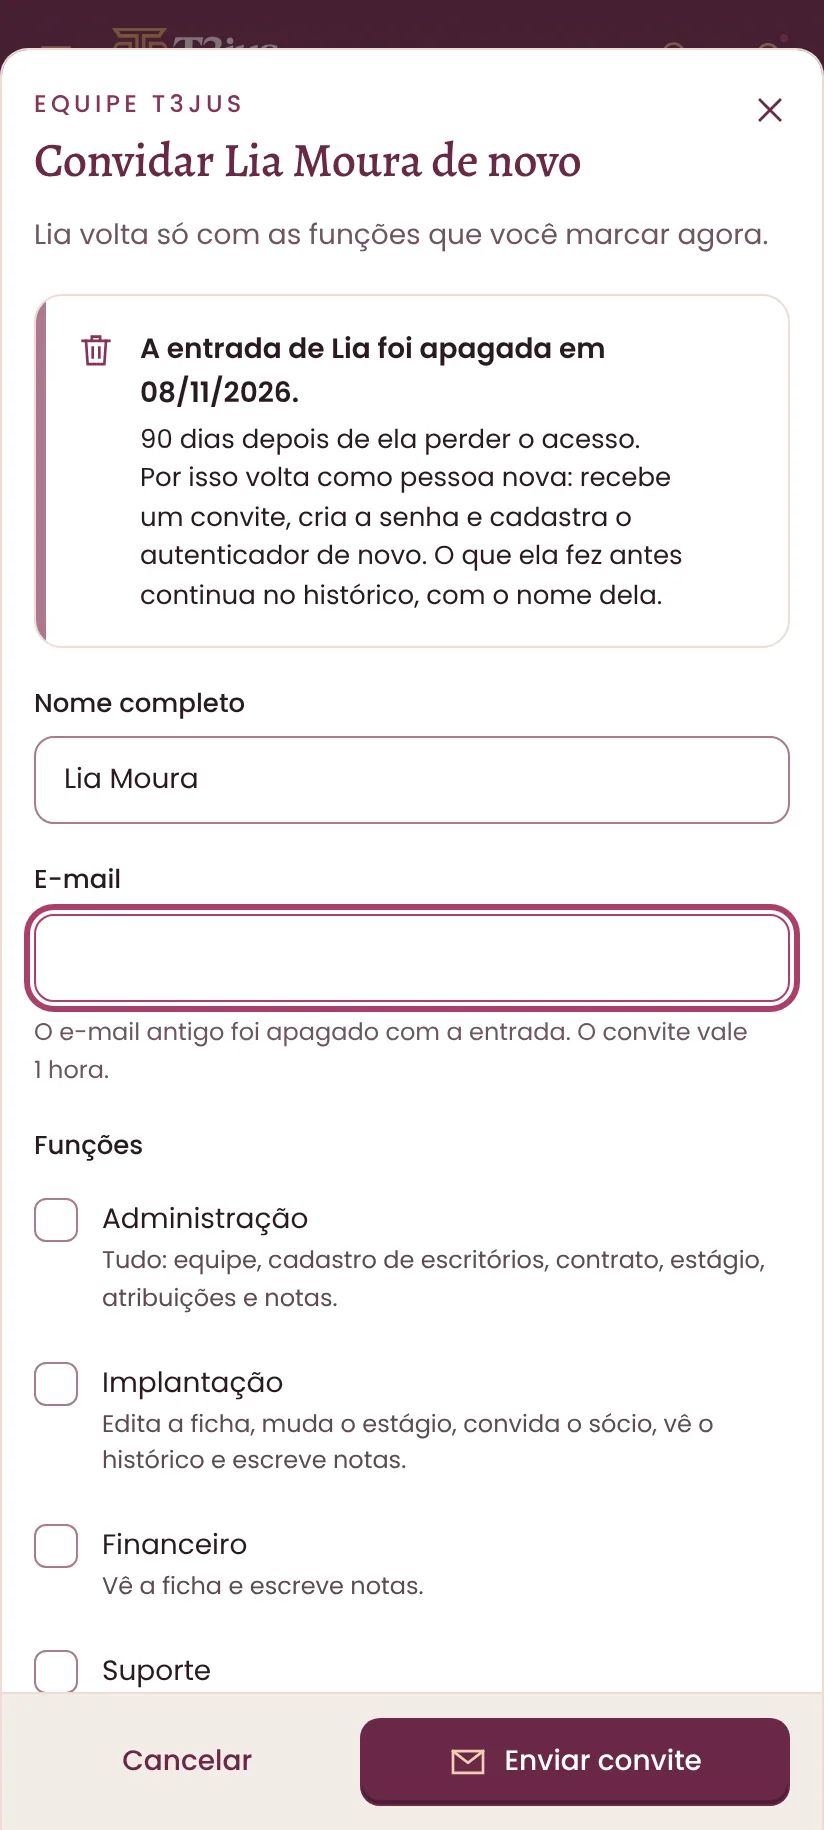 EQUIPE T3JUS
Convidar Lia Moura de novo
Lia volta só com as funções que você marcar agora.
A entrada de Lia foi apagada em
08/11/2026.
90 dias depois de ela perder o acesso.
Por isso volta como pessoa nova: recebe
um convite, cria a senha e cadastra o
autenticador de novo. O que ela fez antes
continua no histórico, com o nome dela.
Nome completo
Lia Moura
E-mail
O e-mail antigo foi apagado com a entrada. O convite vale
1 hora.
Funções
Administração
Tudo: equipe, cadastro de escritórios, contrato, estágio,
atribuições e notas.
Implantação
Edita a ficha, muda o estágio, convida o sócio, vê o
histórico e escreve notas.
Financeiro
Vê a ficha e escreve notas.
Suporte
Cancelar
Enviar convite